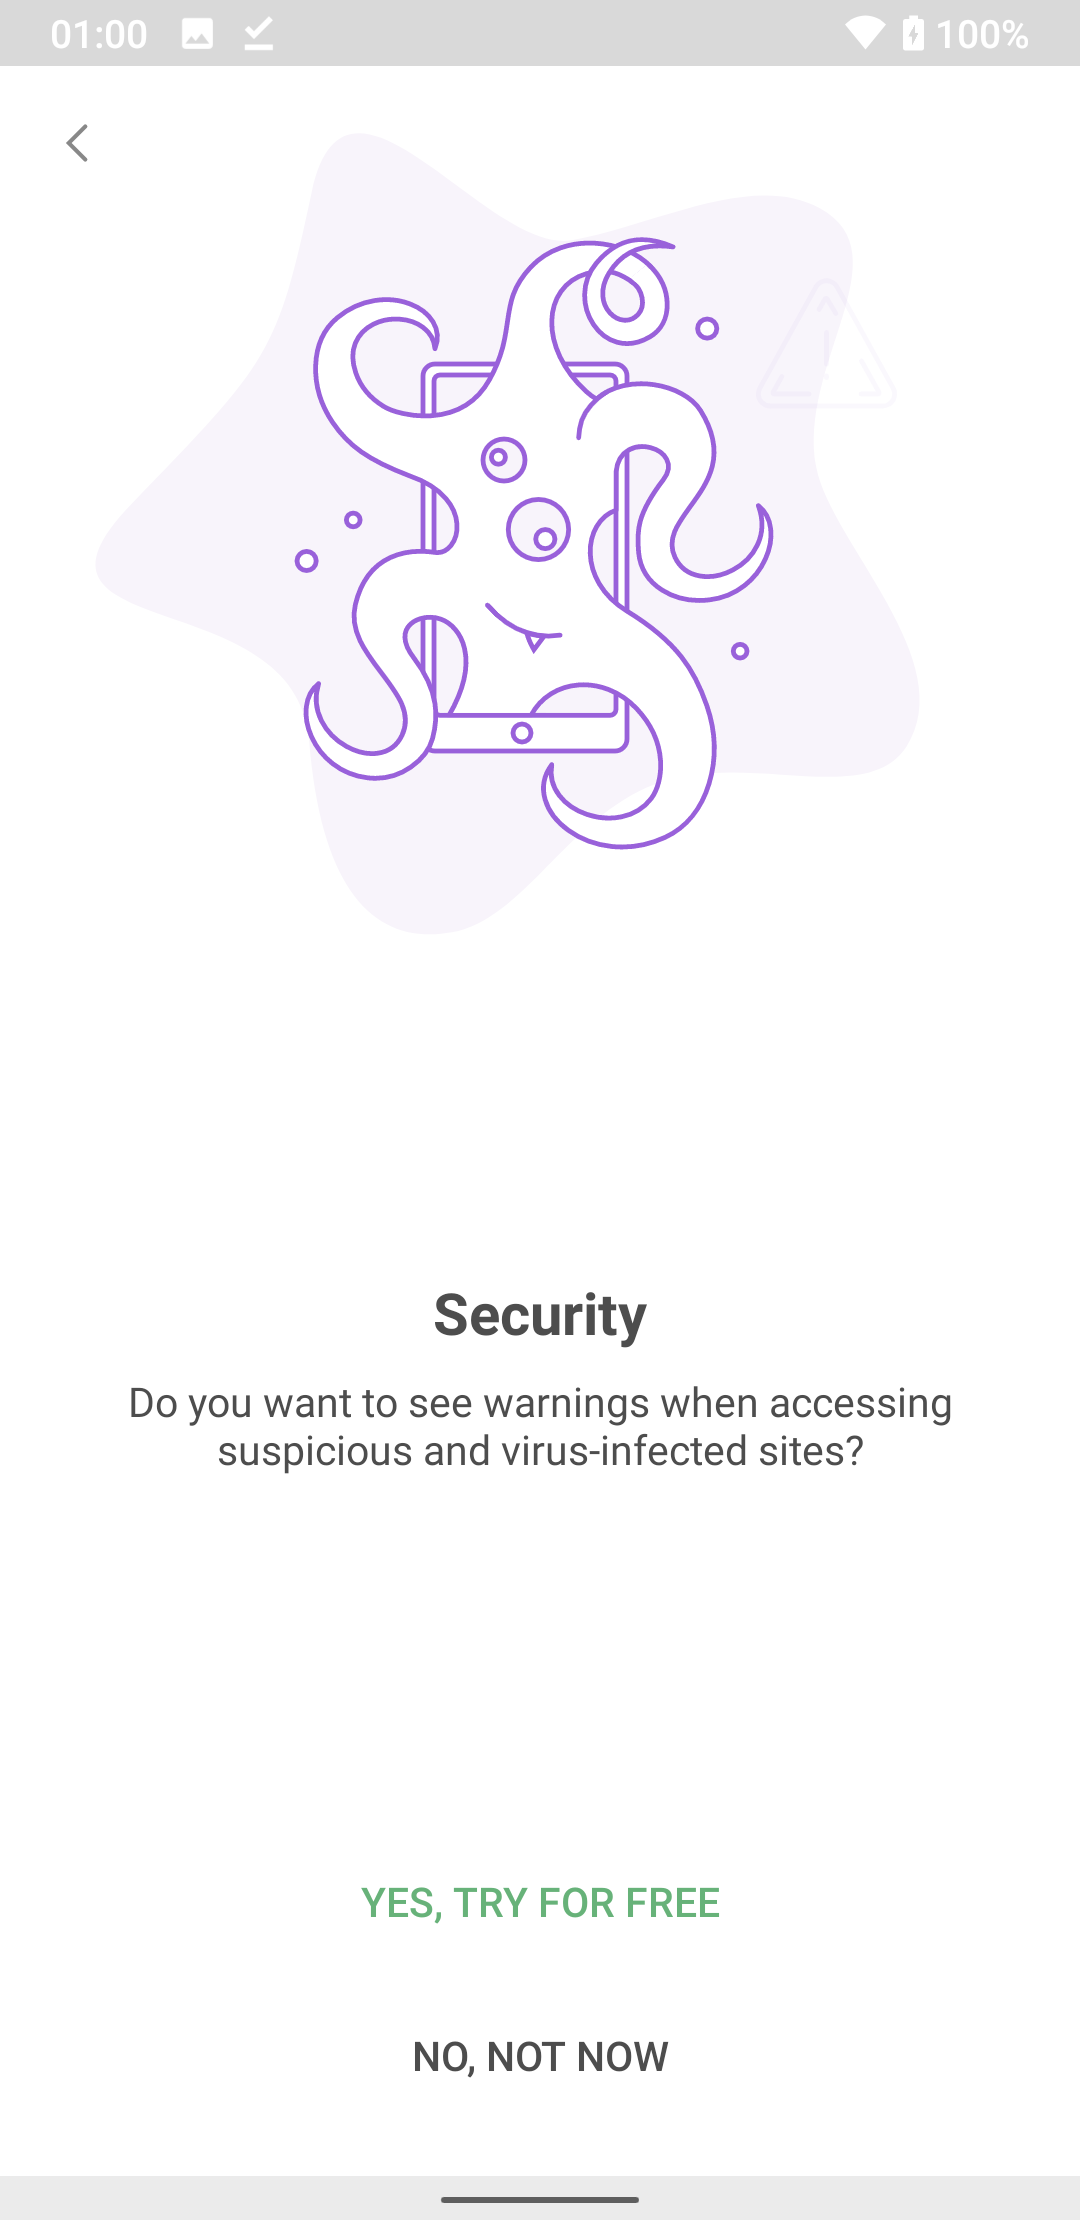 01:00 100%
Security
Do you want to see warnings when accessing
suspicious and virus-infected sites?
YES, TRY FOR FREE
NO, NOT NOW